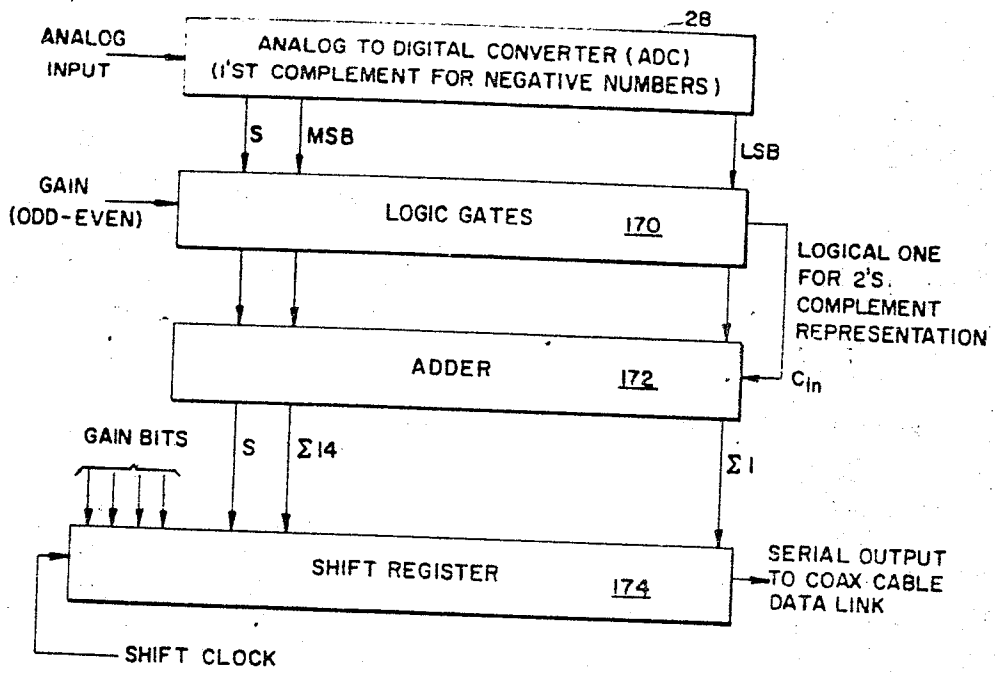 28
ANALOG
INPUT
ANALOG TO DIGITAL CONVERTER (ADC)
(1'ST COMPLEMENT FOR NEGATIVE NUMBERS)
S
MSB
LSB
GAIN
(ODD-EVEN)
LOGIC GATES 170
LOGICAL ONE
FOR 2'S
COMPLEMENT
REPRESENTATION
ADDER 172
Cin
GAIN BITS
S
Σ14
Σ1
SHIFT REGISTER 174
SERIAL OUTPUT
TO COAX CABLE
DATA LINK
SHIFT CLOCK